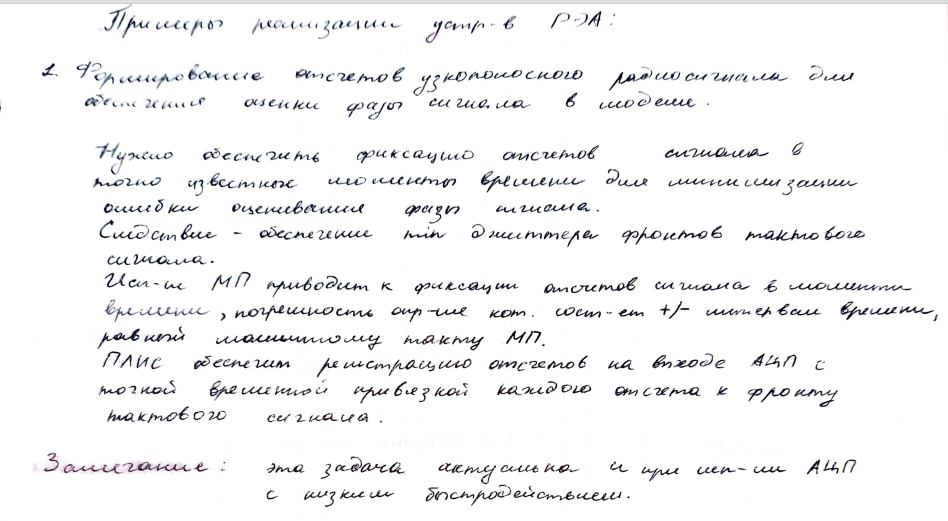 Примеры реализации устр-в РЭА:
1. Формирование отсчетов узкополосного радиосигнала для
обеспечения оценки фазы сигнала в модеме.
Нужно обеспечить фиксацию отсчетов сигнала в
точно известные моменты времени для минимизации
ошибки оценивания фазы сигнала.
Следствие - обеспечение min джиттера фронтов тактового
сигнала.
Исп-ие МП приводит к фиксации отсчетов сигнала в моменты
времени, погрешность опр-ие кот. сост-ет +/- интервал времени,
равный машинному такту МП.
ПЛИС обеспечит регистрацию отсчетов на выходе АЦП с
точной временной привязкой каждого отсчета к фронту
тактового сигнала.
Замечание: эта задача актуальна и при исп-ии АЦП
с низким быстродействием.